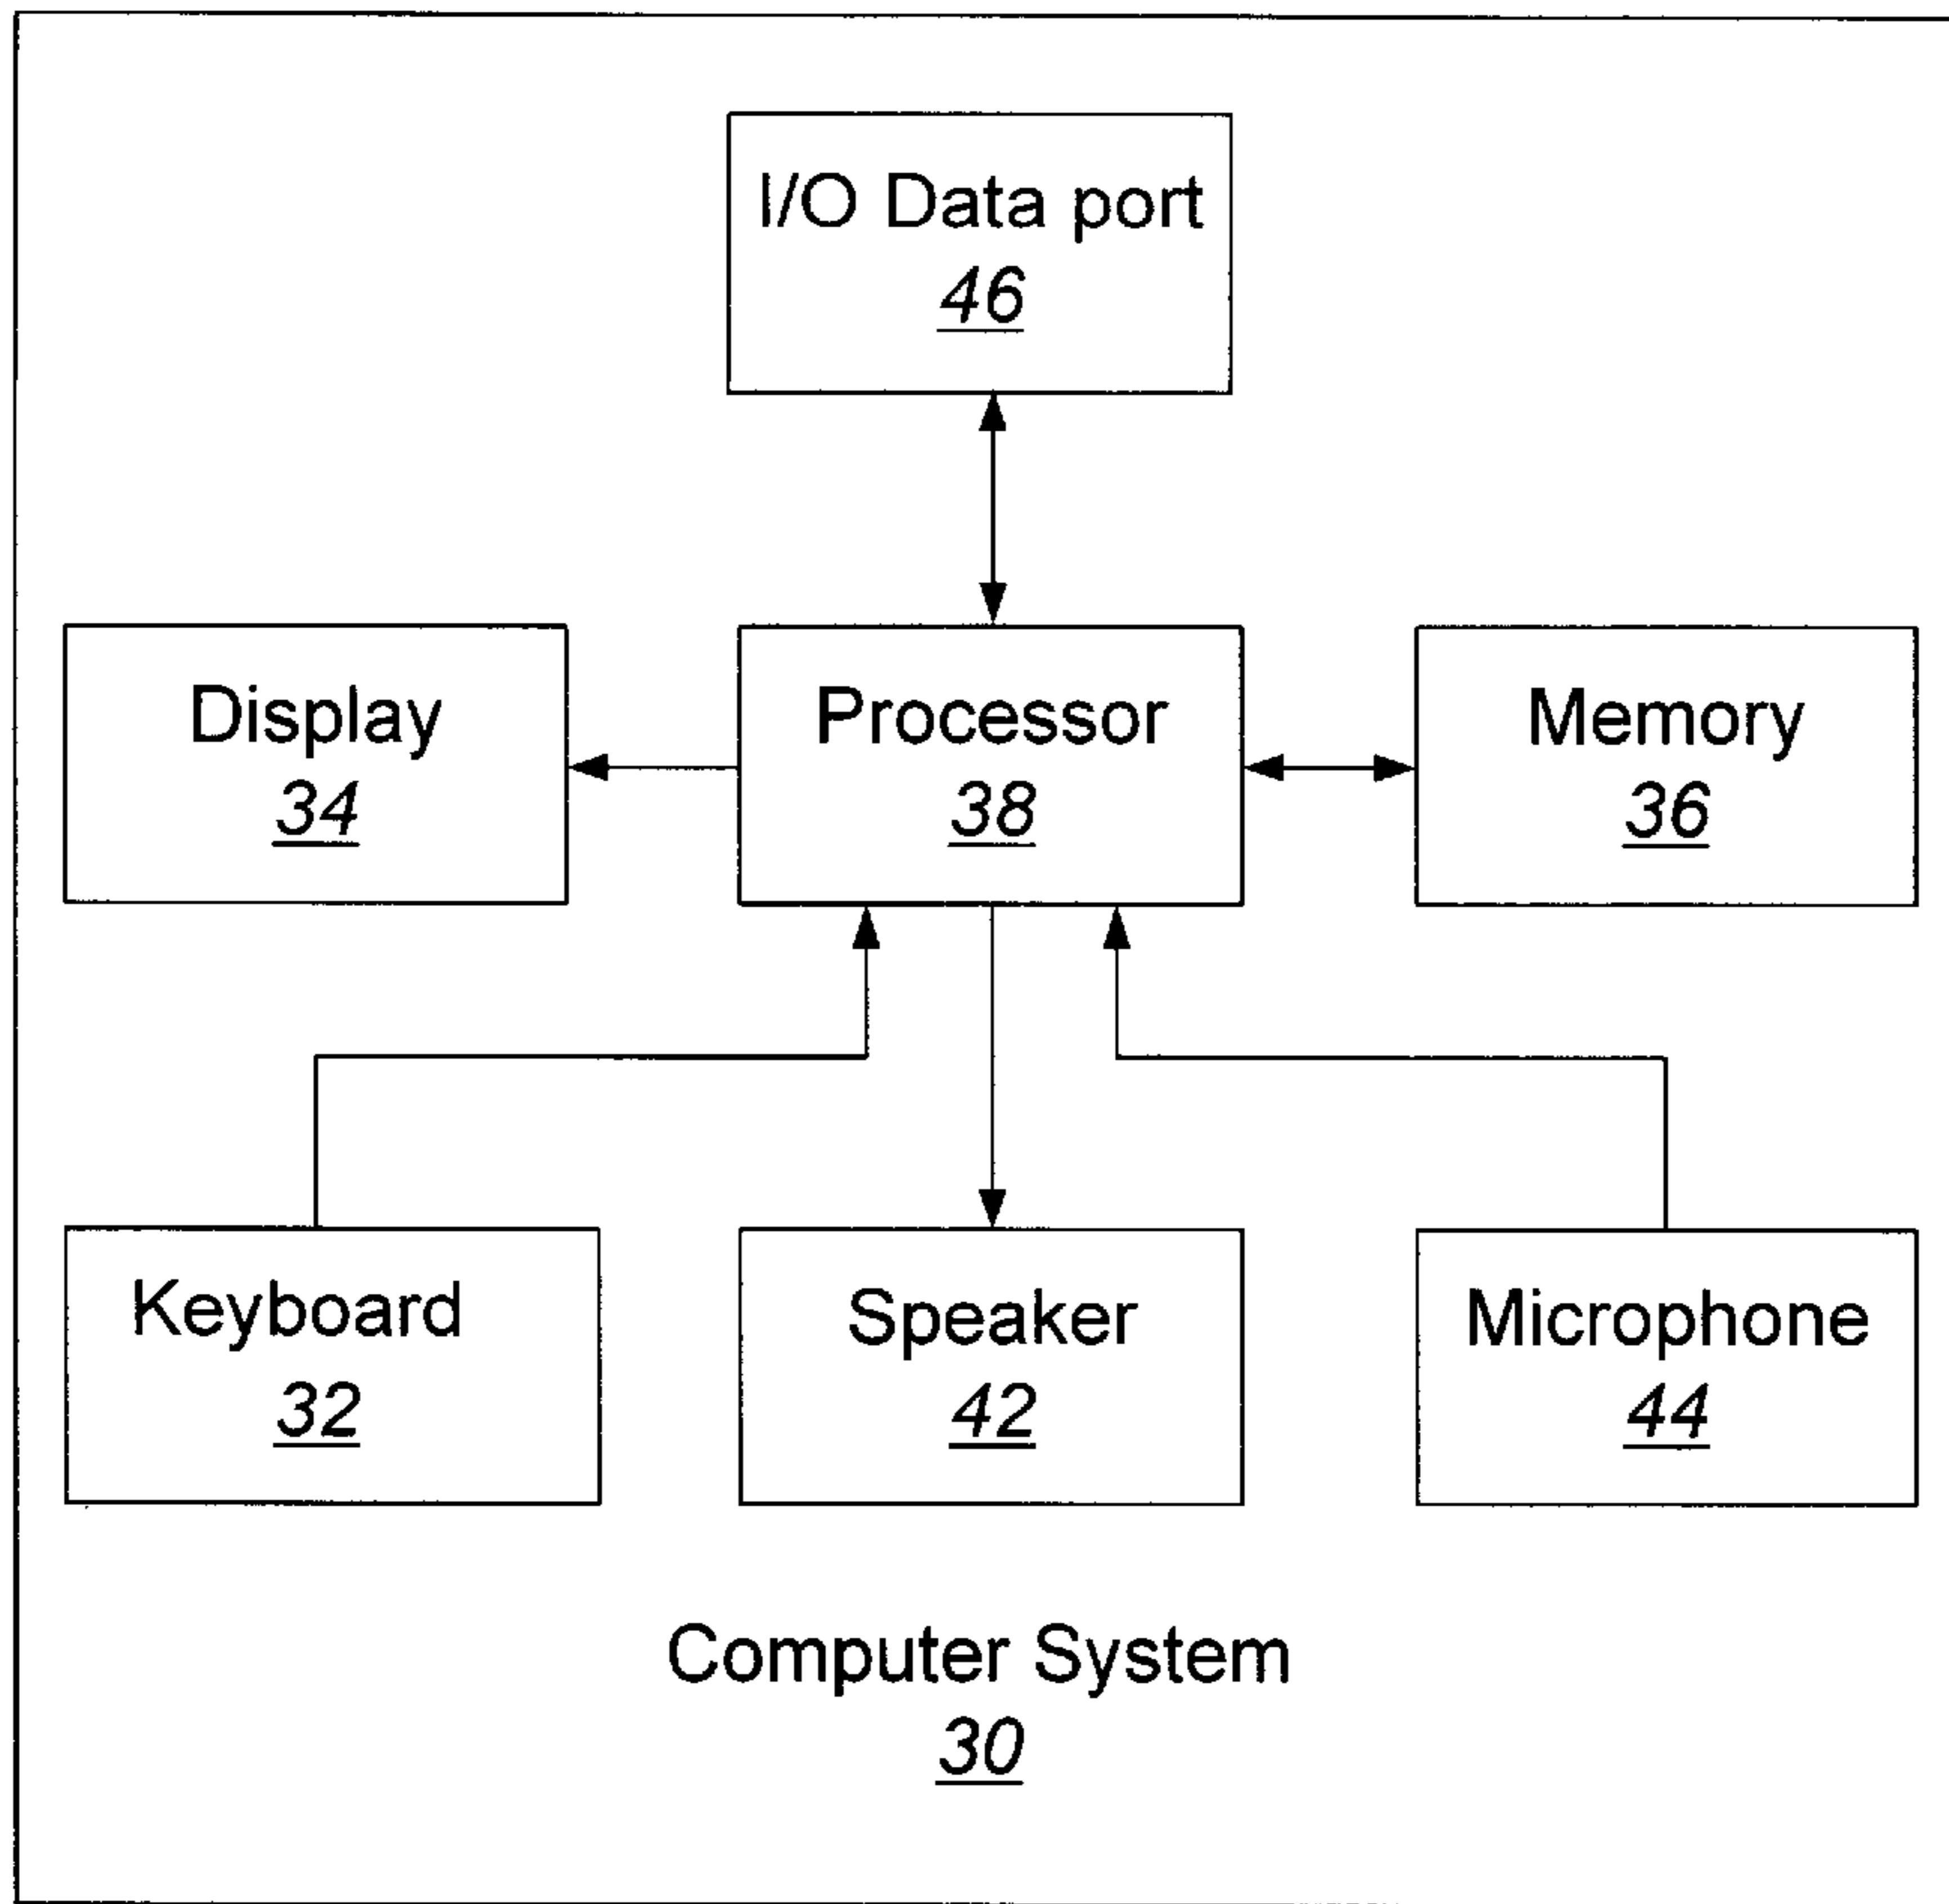 I/O Data port
46
Display
34
Processor
38
Memory
36
Keyboard
32
Speaker
42
Microphone
44
Computer System
30